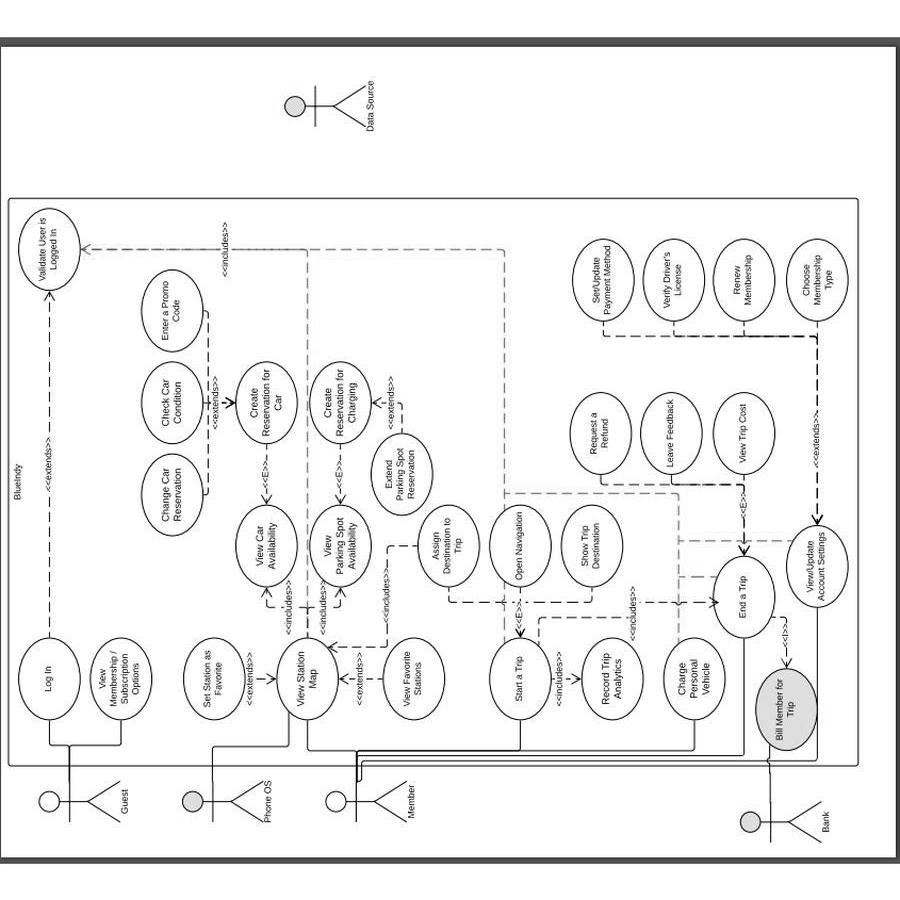 BlueIndy
Guest
Log In
<<extends>>
Validate User is
Logged In
View
Membership /
Subscription
Options
Change Car
Reservation
Check Car
Condition
Enter a Promo
Code
<<extends>>
<<includes>>
Phone OS
Set Station as
Favorite
<<extends>>
View Car
Availability
<<E>>
Create
Reservation for
Car
<<includes>>
View Station
Map
<<includes>>
View
Parking Spot
Availability
<<E>>
Create
Reservation for
Charging
Data Source
<<extends>>
<<includes>>
<<extends>>
Extend
Parking Spot
Reservation
Member
View Favorite
Stations
Assign
Destination to
Trip
Start a Trip
<<E>>
Open Navigation
<<includes>>
Show Trip
Destination
Record Trip
Analytics
<<includes>>
Request a
Refund
Set/Update
Payment Method
Charge
Personal
Vehicle
Leave Feedback
Verify Driver's
License
End a Trip
<<E>>
View Trip Cost
Renew
Membership
Bill Member for
Trip
<<I>>
View/Update
Account Settings
<<extends>>
Choose
Membership
Type
Bank